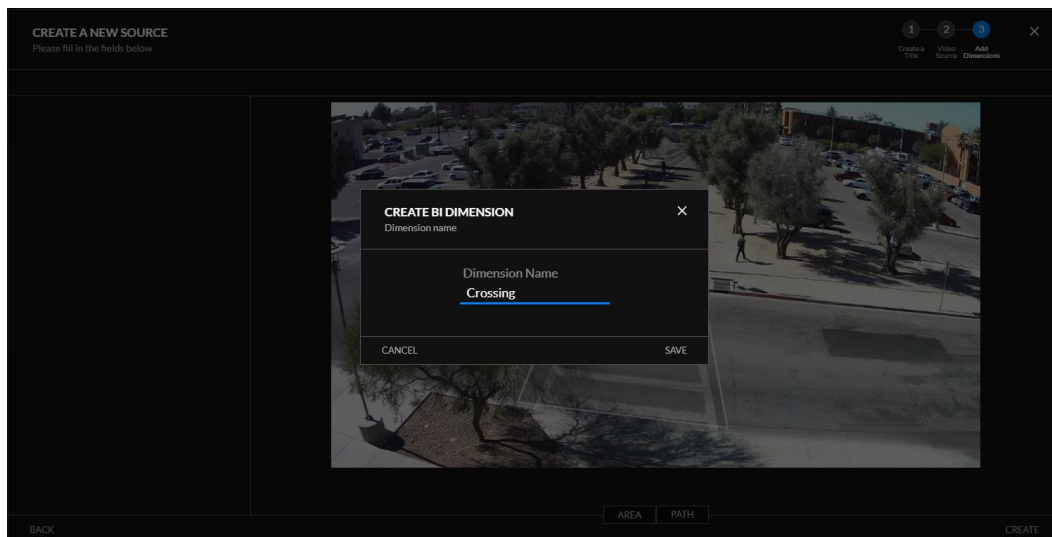 CREATE A NEW SOURCE
Please fill in the fields below
1 2 3
Create a Title
Video Source
Add Dimensions
CREATE BI DIMENSION
Dimension name
Dimension Name
Crossing
CANCEL SAVE
AREA PATH
BACK CREATE